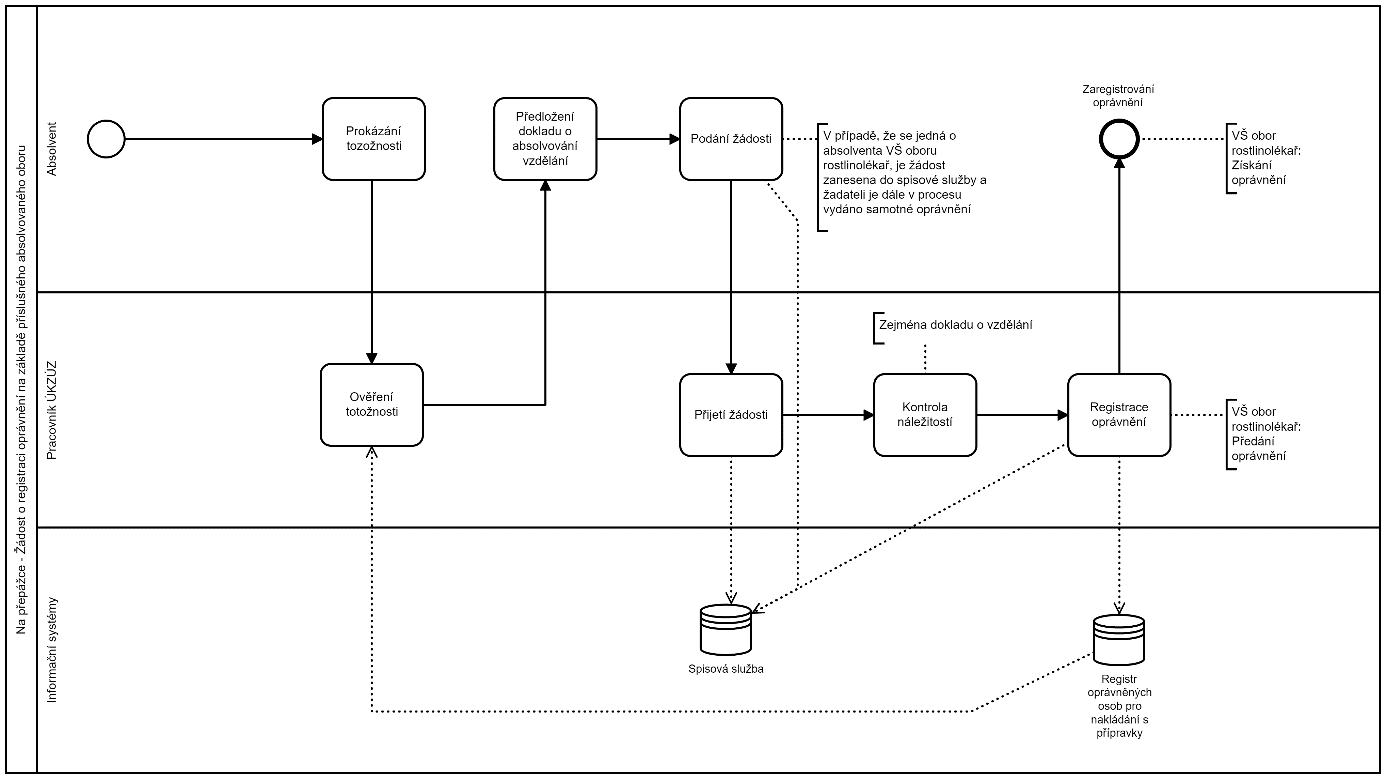 Na přepážce - Žádost o registraci oprávnění na základě příslušného absolvovaného oboru
Absolvent
Prokázání
tozožnosti
Předložení
dokladu o
absolvování
vzdělání
Podání žádosti
V případě, že se jedná o
absolventa VŠ oboru
rostlinolékař, je žádost
zanesena do spisové služby a
žadateli je dále v procesu
vydáno samotné oprávnění
Zaregistrování
oprávnění
VŠ obor
rostlinolékař:
Získání
oprávnění
Pracovník ÚKZÚZ
Ověření
totožnosti
Přijetí žádosti
Zejména dokladu o vzdělání
Kontrola
náležitostí
Registrace
oprávnění
VŠ obor
rostlinolékař:
Předání
oprávnění
Informační systémy
Spisová služba
Registr
oprávněných
osob pro
nakládání s
přípravky